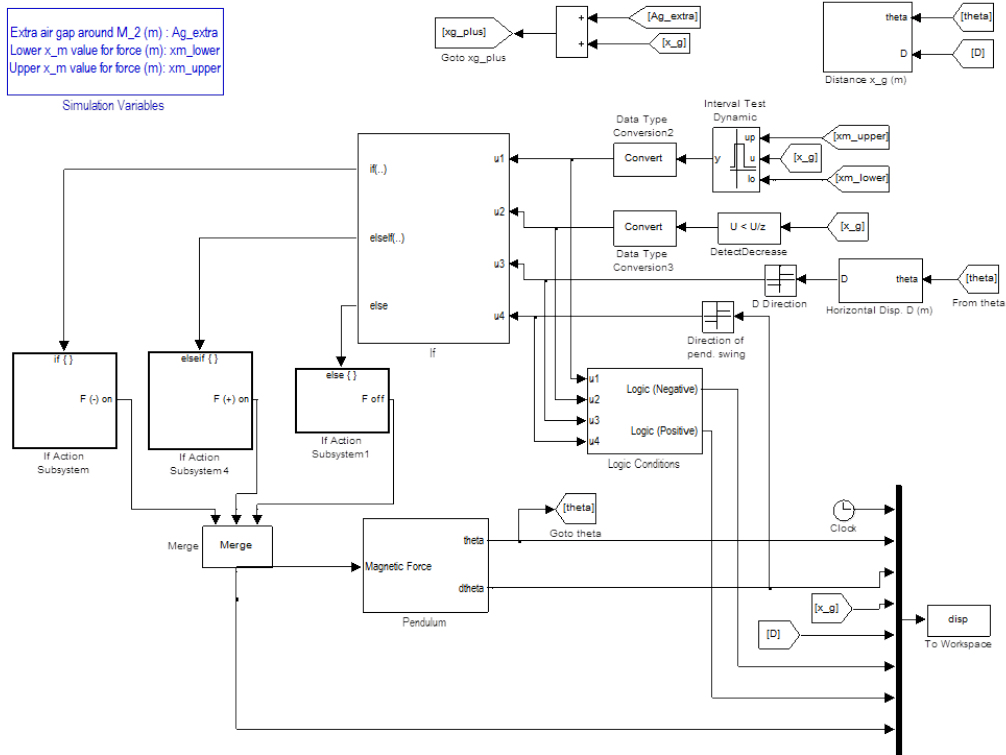 Extra air gap around M_2 (m) : Ag_extra
Lower x_m value for force (m): xm_lower
Upper x_m value for force (m): xm_upper
Simulation Variables
[xg_plus]
Goto xg_plus
+
+
[Ag_extra]
[x_g]
theta
D
[theta]
[D]
Distance x_g (m)
if(..)
elseif(..)
else
u1
u2
u3
u4
If
Data Type
Conversion2
Convert
Interval Test
Dynamic
up
u
lo
y
[xm_upper]
[x_g]
[xm_lower]
Convert
Data Type
Conversion3
U < U/z
DetectDecrease
[x_g]
D Direction
D
theta
Horizontal Disp. D (m)
[theta]
From theta
Direction of
pend. swing
if { }
F (-) on
If Action
Subsystem
elseif { }
F (+) on
If Action
Subsystem4
else { }
F off
If Action
Subsystem1
u1
u2
u3
u4
Logic (Negative)
Logic (Positive)
Logic Conditions
Merge
Merge
Magnetic Force
theta
dtheta
Pendulum
[theta]
Goto theta
Clock
[x_g]
[D]
disp
To Workspace